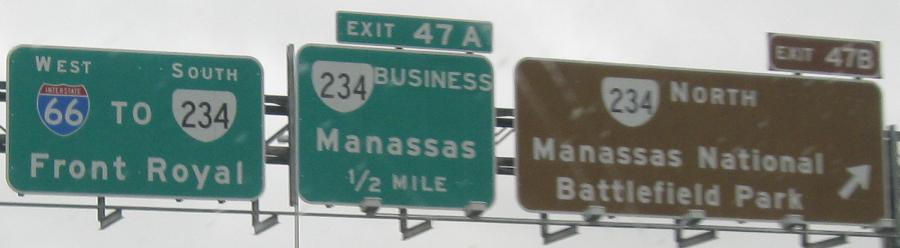 WEST SOUTH
INTERSTATE
66 TO 234
Front Royal
EXIT 47A
234 BUSINESS
Manassas
1/2 MILE
EXIT 47B
234 NORTH
Manassas National
Battlefield Park